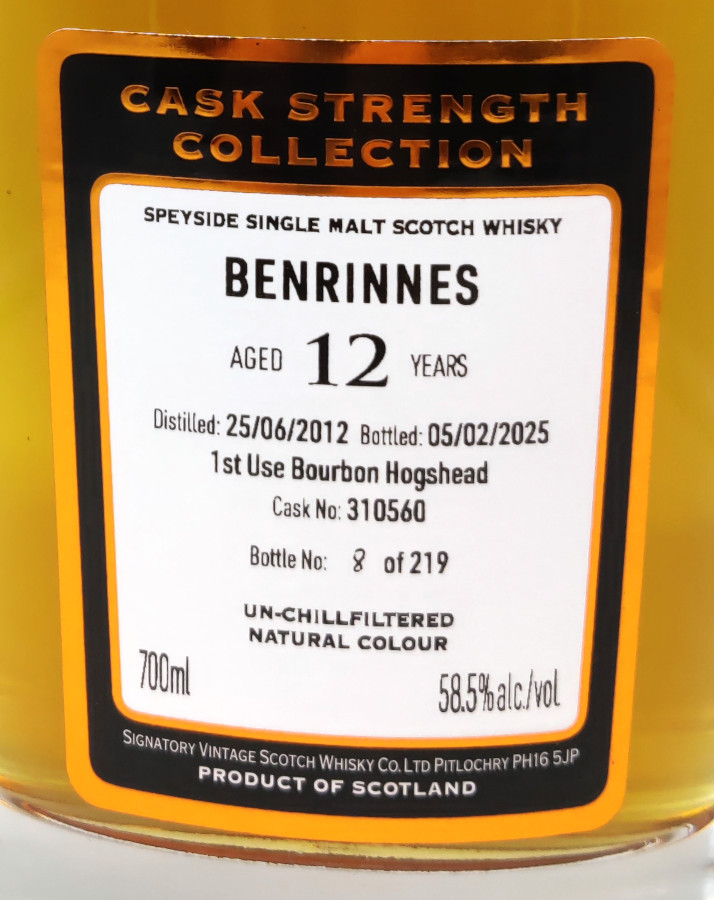 CASK STRENGTH
COLLECTION
SPEYSIDE SINGLE MALT SCOTCH WHISKY
BENRINNES
AGED 12 YEARS
Distilled: 25/06/2012 Bottled: 05/02/2025
1st Use Bourbon Hogshead
Cask No: 310560
Bottle No: 8 of 219
UN-CHILLFILTERED
NATURAL COLOUR
700ml 58.5%alc./vol
SIGNATORY VINTAGE SCOTCH WHISKY CO. LTD PITLOCHRY PH16 5JP
PRODUCT OF SCOTLAND